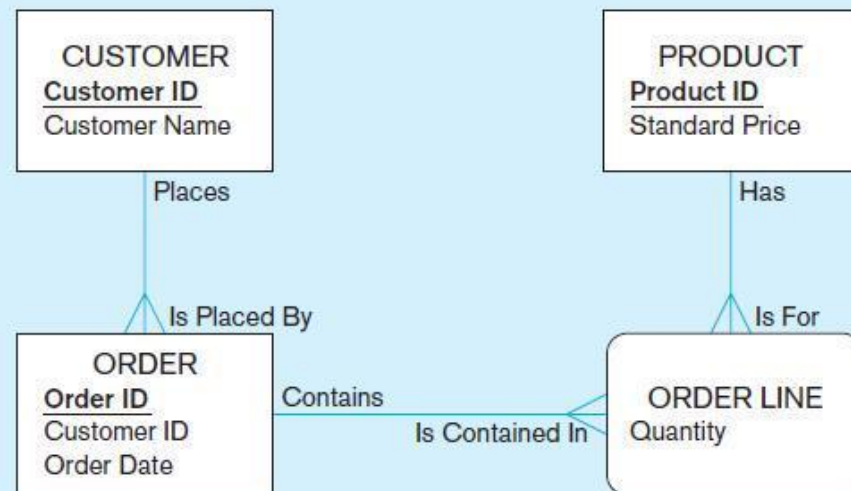 CUSTOMER
Customer ID
Customer Name
PRODUCT
Product ID
Standard Price
Places
Has
Is Placed By
Is For
ORDER
Order ID
Customer ID
Order Date
Contains
Is Contained In
ORDER LINE
Quantity